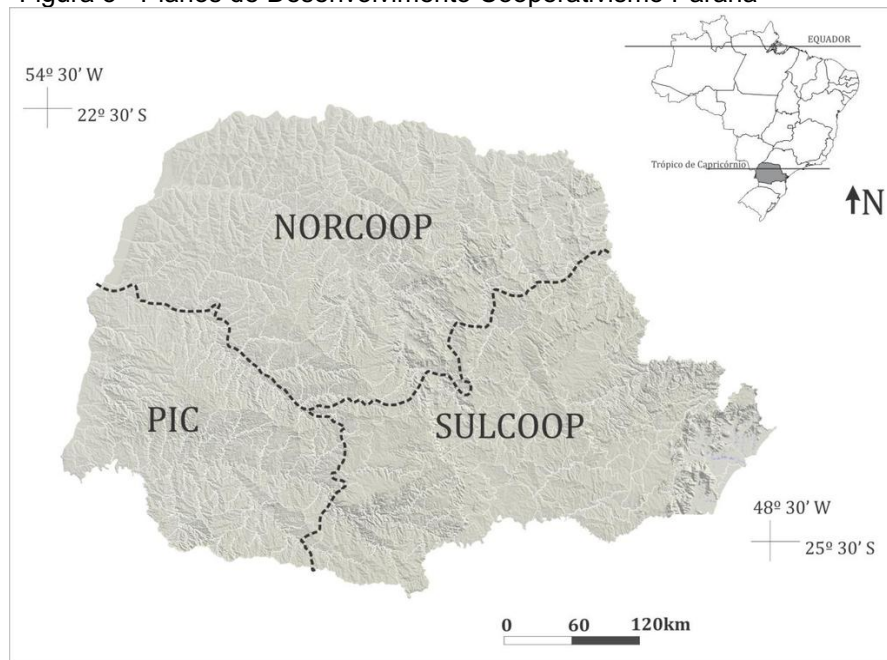 Figura 3 - Planos de Desenvolvimento Cooperativismo Paraná
EQUADOR
54º 30' W
22º 30' S
Trópico de Capricórnio
N
NORCOOP
PIC
SULCOOP
48º 30' W
25º 30' S
0 60 120km